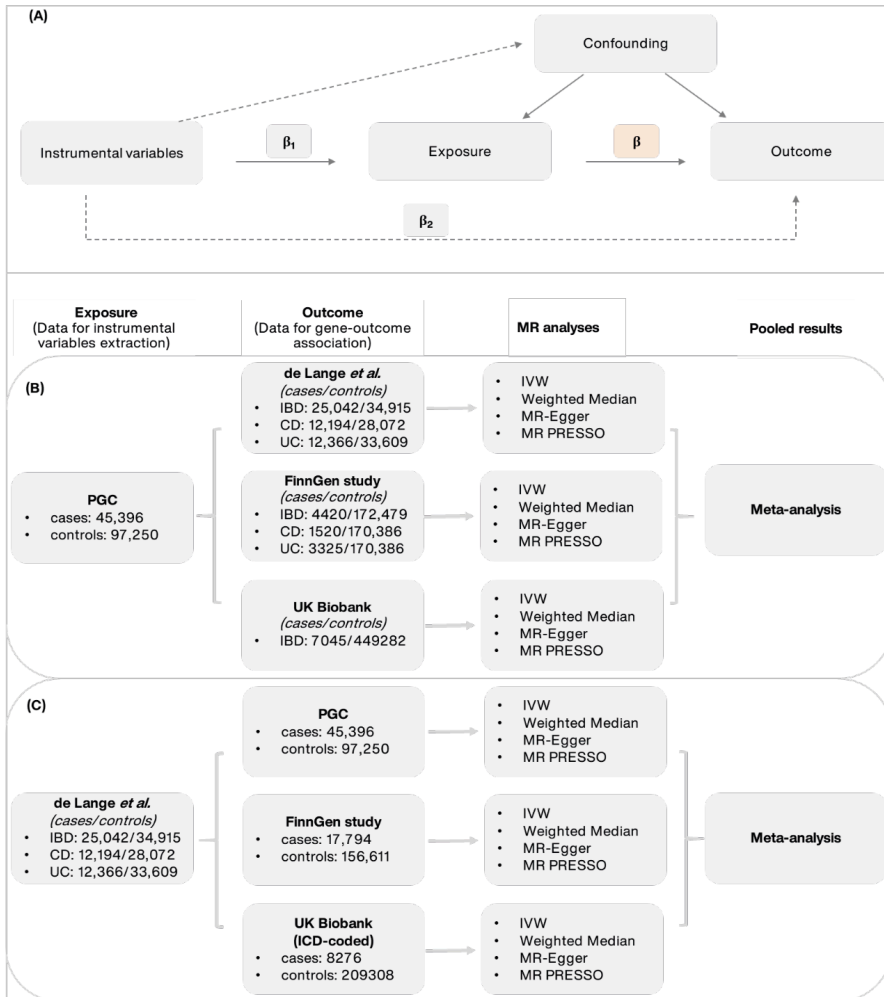 (A)
Confounding
Instrumental variables
β₁
Exposure
β
Outcome
β₂
Exposure
(Data for instrumental
variables extraction)
Outcome
(Data for gene-outcome
association)
MR analyses
Pooled results
(B)
PGC
• cases: 45,396
• controls: 97,250
de Lange et al.
(cases/controls)
• IBD: 25,042/34,915
• CD: 12,194/28,072
• UC: 12,366/33,609
• IVW
• Weighted Median
• MR-Egger
• MR PRESSO
FinnGen study
(cases/controls)
• IBD: 4420/172,479
• CD: 1520/170,386
• UC: 3325/170,386
• IVW
• Weighted Median
• MR-Egger
• MR PRESSO
UK Biobank
(cases/controls)
• IBD: 7045/449282
• IVW
• Weighted Median
• MR-Egger
• MR PRESSO
Meta-analysis
(C)
de Lange et al.
(cases/controls)
• IBD: 25,042/34,915
• CD: 12,194/28,072
• UC: 12,366/33,609
PGC
• cases: 45,396
• controls: 97,250
• IVW
• Weighted Median
• MR-Egger
• MR PRESSO
FinnGen study
• cases: 17,794
• controls: 156,611
• IVW
• Weighted Median
• MR-Egger
• MR PRESSO
UK Biobank
(ICD-coded)
• cases: 8276
• controls: 209308
• IVW
• Weighted Median
• MR-Egger
• MR PRESSO
Meta-analysis